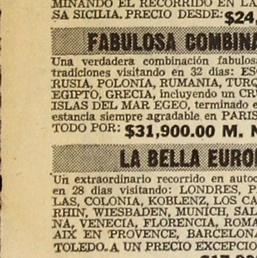 MINANDO EL RECORRIDO EN LA
SA SICILIA. PRECIO DESDE: $24,
FABULOSA COMBINA
Una verdadera combinación fabulos
tradiciones visitando en 32 días: ES
RUSIA, POLONIA, RUMANIA, TURQ
EGIPTO, GRECIA, incluyendo un CR
ISLAS DEL MAR EGEO, terminado e
estancia siempre agradable en PARIS
TODO POR: $31,900.00 M. N
LA BELLA EURO
Un extraordinario recorrido en autoc
en 28 días visitando: LONDRES, P
LAS, COLONIA, KOBLENZ, LOS CA
RHIN, WIESBADEN, MUNICH, SAL
NA, VENECIA, FLORENCIA, ROMA
AIX EN PROVENCE, BARCELON
TOLEDO. A UN PRECIO EXCEPCIO